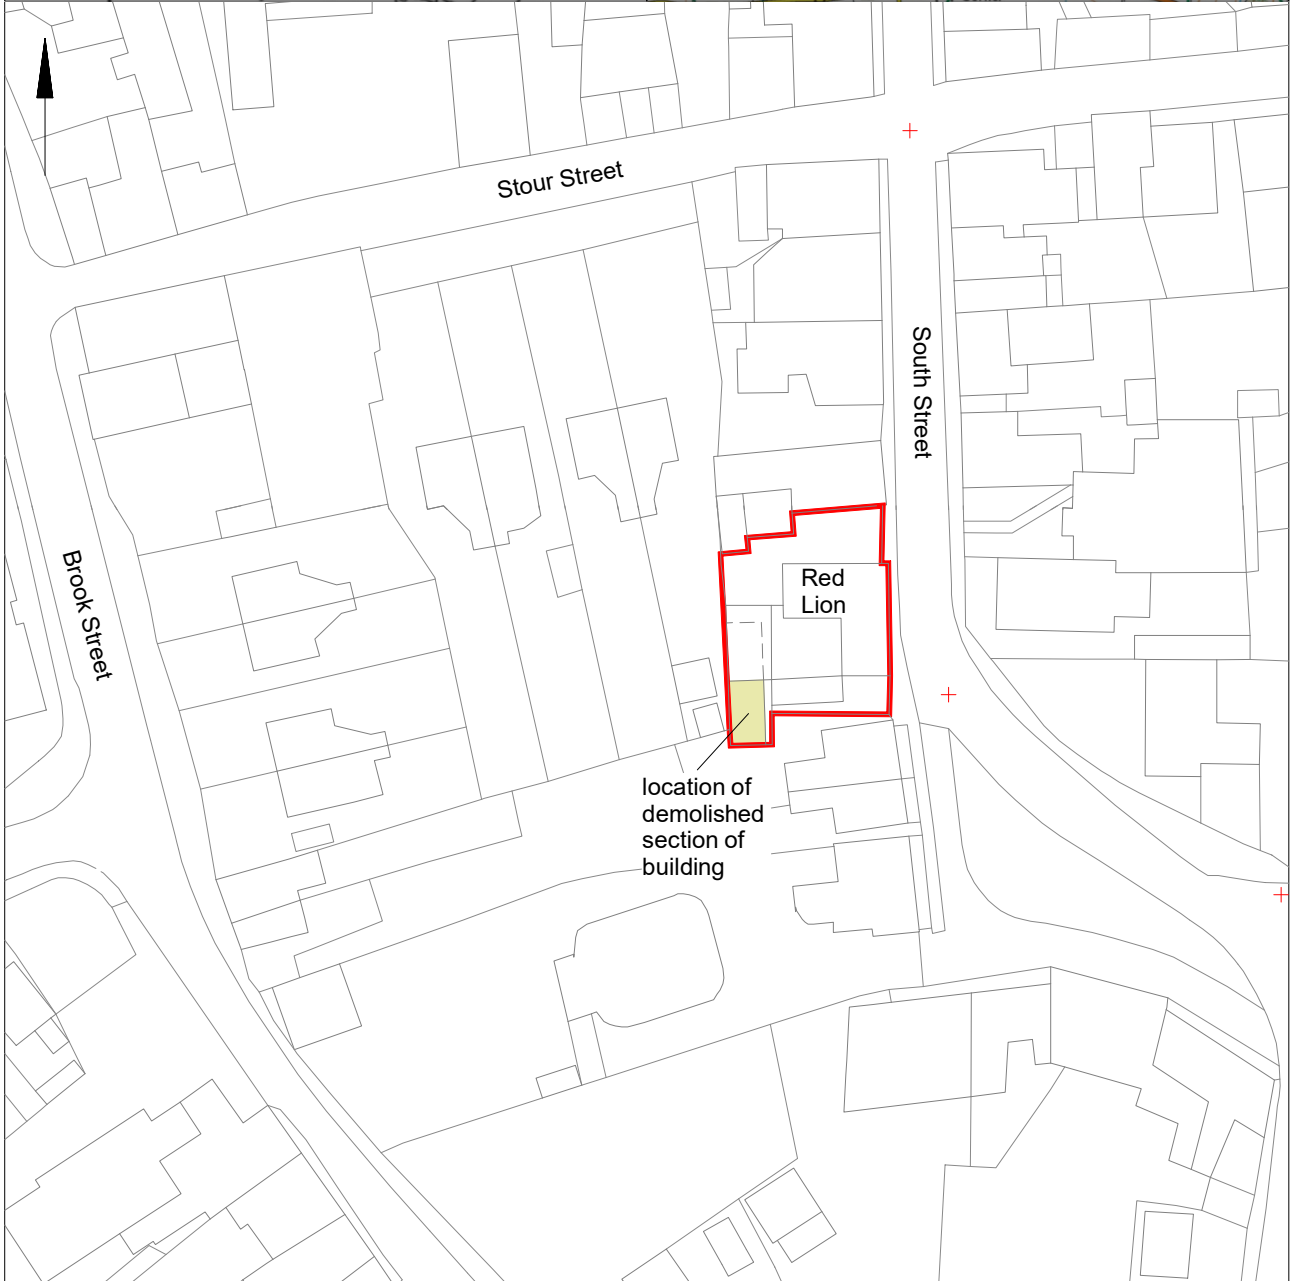 Stour Street
South Street
Brook Street
Red
Lion
location of
demolished
section of
building